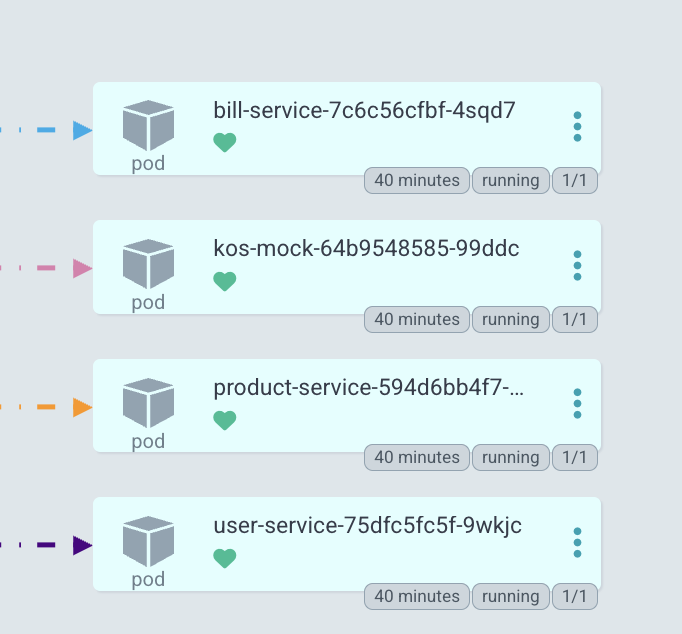 bill-service-7c6c56cfbf-4sqd7
pod
40 minutes running 1/1
kos-mock-64b9548585-99ddc
pod
40 minutes running 1/1
product-service-594d6bb4f7-...
pod
40 minutes running 1/1
user-service-75dfc5fc5f-9wkjc
pod
40 minutes running 1/1